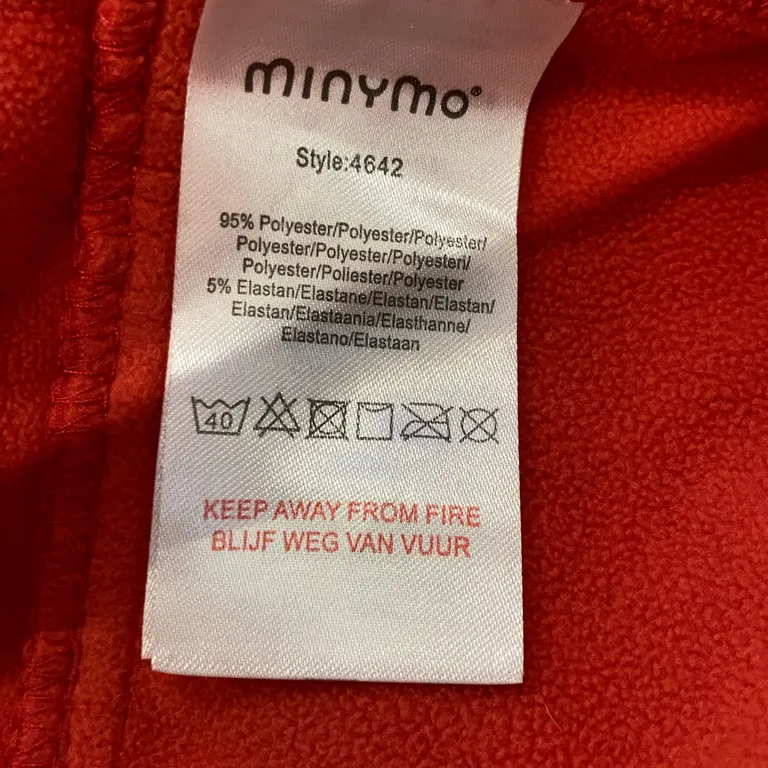 minymo®
Style:4642
95% Polyester/Polyester/Polyester/
Polyester/Polyester/Polyesteri/
Polyester/Poliester/Polyester
5% Elastan/Elastane/Elastan/Elastan/
Elastan/Elastaania/Elasthanne/
Elastano/Elastaan
40
KEEP AWAY FROM FIRE
BLIJF WEG VAN VUUR